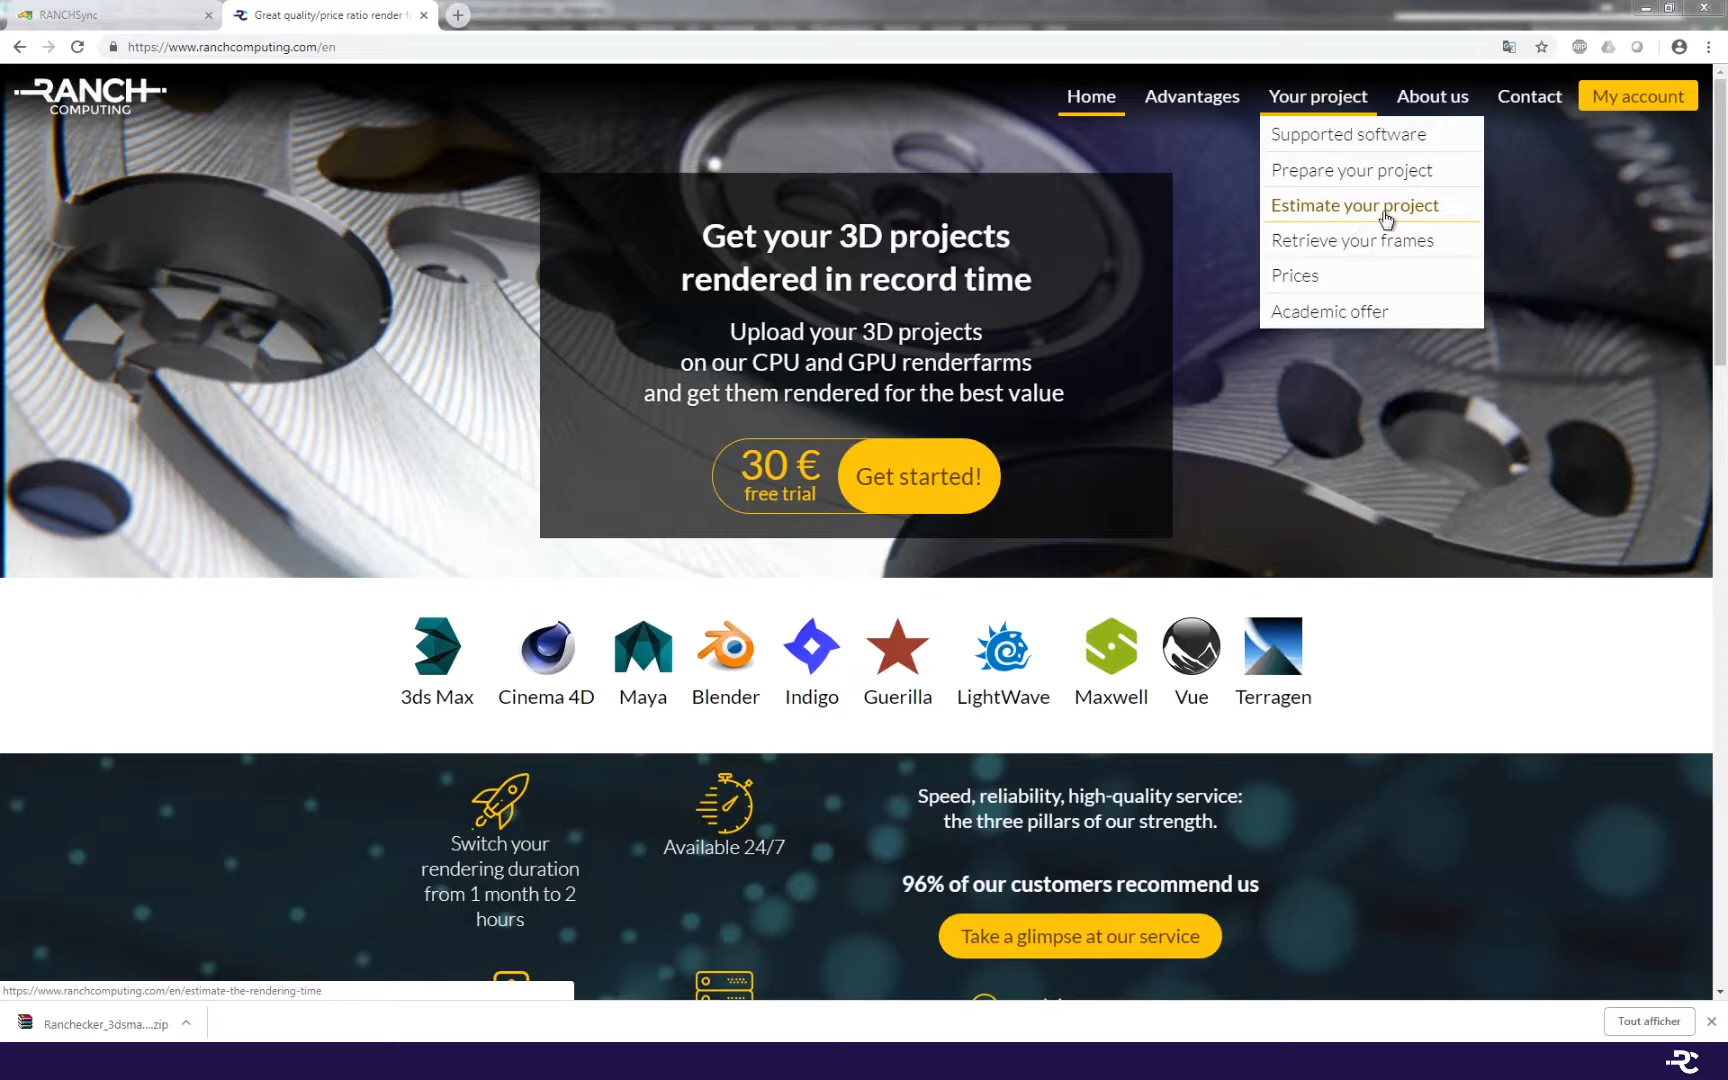 RANCHSync
Great quality/price ratio render f
https://www.ranchcomputing.com/en
ABP
RANCH
COMPUTING
Home
Advantages
Your project
About us
Contact
My account
Supported software
Prepare your project
Estimate your project
Retrieve your frames
Prices
Academic offer
Get your 3D projects
rendered in record time
Upload your 3D projects
on our CPU and GPU renderfarms
and get them rendered for the best value
30 €
free trial
Get started!
3ds Max
Cinema 4D
Maya
Blender
Indigo
Guerilla
LightWave
Maxwell
Vue
Terragen
Switch your
rendering duration
from 1 month to 2
hours
Available 24/7
Speed, reliability, high-quality service:
the three pillars of our strength.
96% of our customers recommend us
Take a glimpse at our service
https://www.ranchcomputing.com/en/estimate-the-rendering-time
Ranchecker_3dsma....zip
Tout afficher